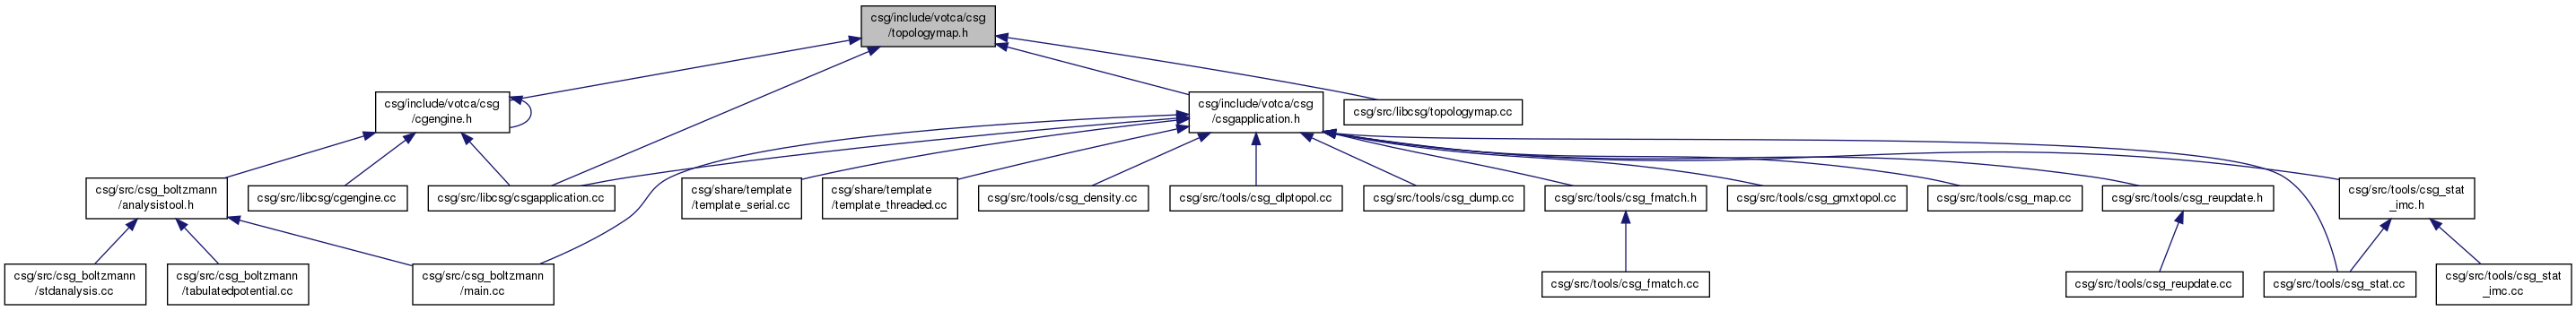 csg/include/votca/csg
/topologymap.h
csg/include/votca/csg
/cgengine.h
csg/include/votca/csg
/csgapplication.h
csg/src/libcsg/topologymap.cc
csg/src/csg_boltzmann
/analysistool.h
csg/src/libcsg/cgengine.cc
csg/src/libcsg/csgapplication.cc
csg/share/template
/template_serial.cc
csg/share/template
/template_threaded.cc
csg/src/tools/csg_density.cc
csg/src/tools/csg_dlptopol.cc
csg/src/tools/csg_dump.cc
csg/src/tools/csg_fmatch.h
csg/src/tools/csg_gmxtopol.cc
csg/src/tools/csg_map.cc
csg/src/tools/csg_reupdate.h
csg/src/tools/csg_stat
_imc.h
csg/src/csg_boltzmann
/stdanalysis.cc
csg/src/csg_boltzmann
/tabulatedpotential.cc
csg/src/csg_boltzmann
/main.cc
csg/src/tools/csg_fmatch.cc
csg/src/tools/csg_reupdate.cc
csg/src/tools/csg_stat.cc
csg/src/tools/csg_stat
_imc.cc